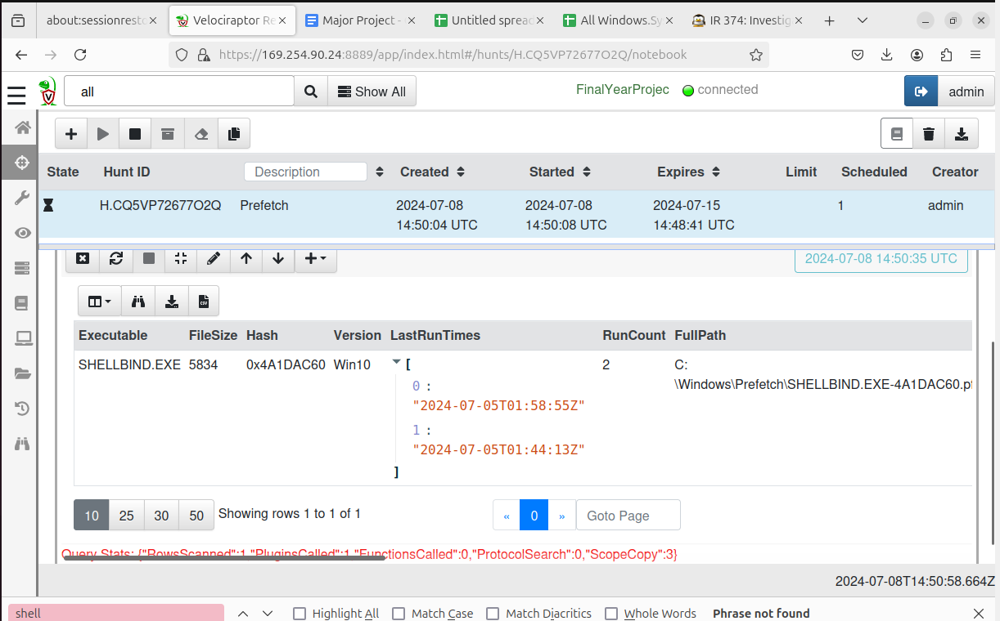 about:sessionresto
Velociraptor Re
Major Project -
Untitled spread
All Windows.Sy
IR 374: Investig
https://169.254.90.24:8889/app/index.html#/hunts/H.CQ5VP72677O2Q/notebook
all
Show All
FinalYearProjec
connected
admin
State Hunt ID Description Created Started Expires Limit Scheduled Creator
H.CQ5VP72677O2Q Prefetch 2024-07-08 2024-07-08 2024-07-15 1 admin
14:50:04 UTC 14:50:08 UTC 14:48:41 UTC
2024-07-08 14:50:35 UTC
CSV
Executable FileSize Hash Version LastRunTimes RunCount FullPath
SHELLBIND.EXE 5834 0x4A1DAC60 Win10 [ 2 C:
0 : \Windows\Prefetch\SHELLBIND.EXE-4A1DAC60.pf
"2024-07-05T01:58:55Z"
1 :
"2024-07-05T01:44:13Z"
]
10 25 30 50 Showing rows 1 to 1 of 1 « 0 » Goto Page
Query Stats: {"RowsScanned":1,"PluginsCalled":1,"FunctionsCalled":0,"ProtocolSearch":0,"ScopeCopy":3}
2024-07-08T14:50:58.664Z
shell Highlight All Match Case Match Diacritics Whole Words Phrase not found